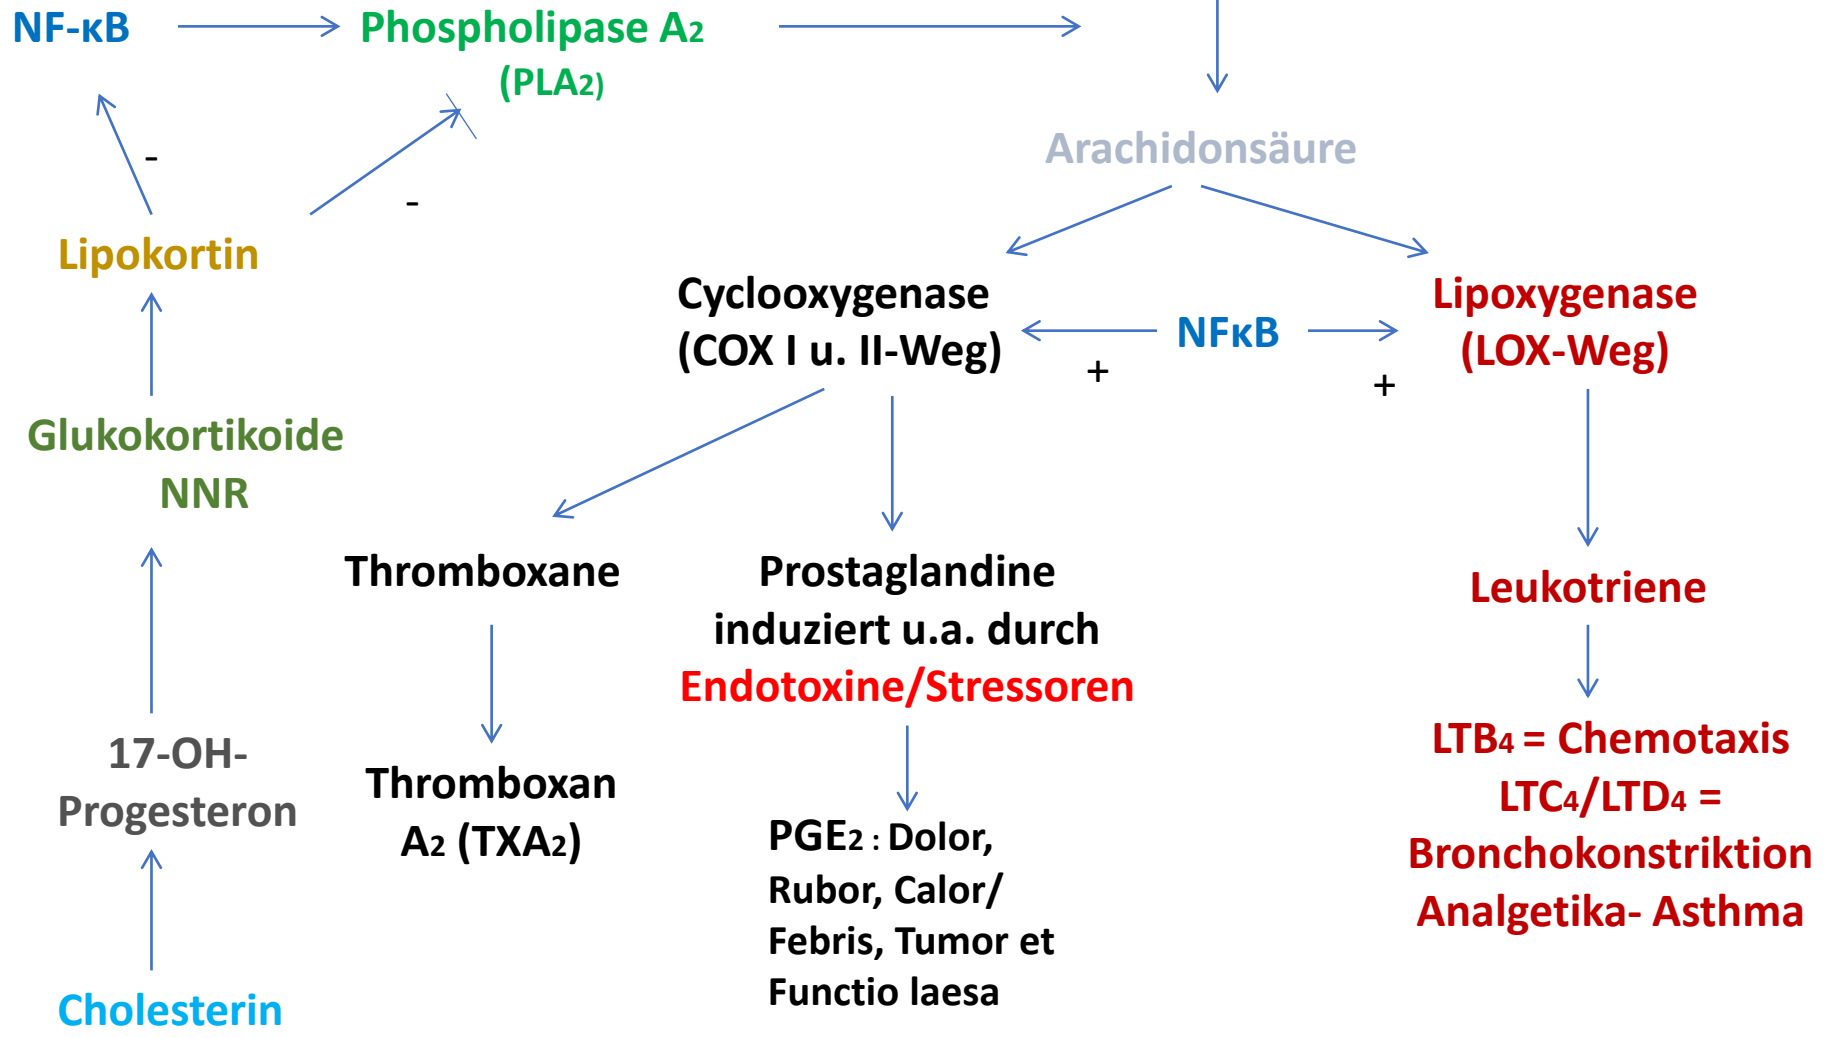 NF-κB
Phospholipase A2
(PLA2)
Arachidonsäure
-
-
Lipokortin
Cyclooxygenase
(COX I u. II-Weg)
NFκB
Lipoxygenase
(LOX-Weg)
+
+
Glukokortikoide
NNR
Thromboxane
Prostaglandine
induziert u.a. durch
Endotoxine/Stressoren
Leukotriene
17-OH-
Progesteron
Thromboxan
A2 (TXA2)
PGE2 : Dolor,
Rubor, Calor/
Febris, Tumor et
Functio laesa
LTB4 = Chemotaxis
LTC4/LTD4 =
Bronchokonstriktion
Analgetika- Asthma
Cholesterin